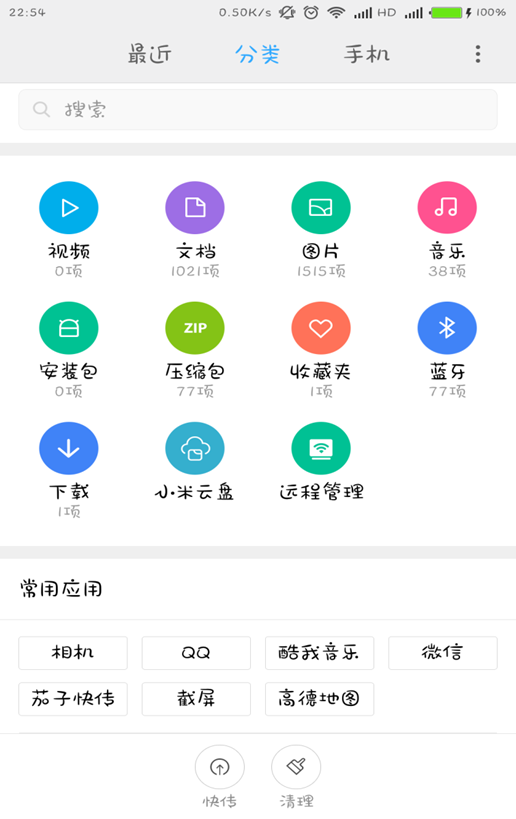 22:54 0.50K/s HD 100%
最近 分类 手机
搜索
视频 文档 图片 音乐
0项 1021项 1515项 38项
ZIP
安装包 压缩包 收藏夹 蓝牙
0项 77项 1项 77项
下载 小米云盘 远程管理
1项
常用应用
相机 QQ 酷我音乐 微信
茄子快传 截屏 高德地图
快传 清理